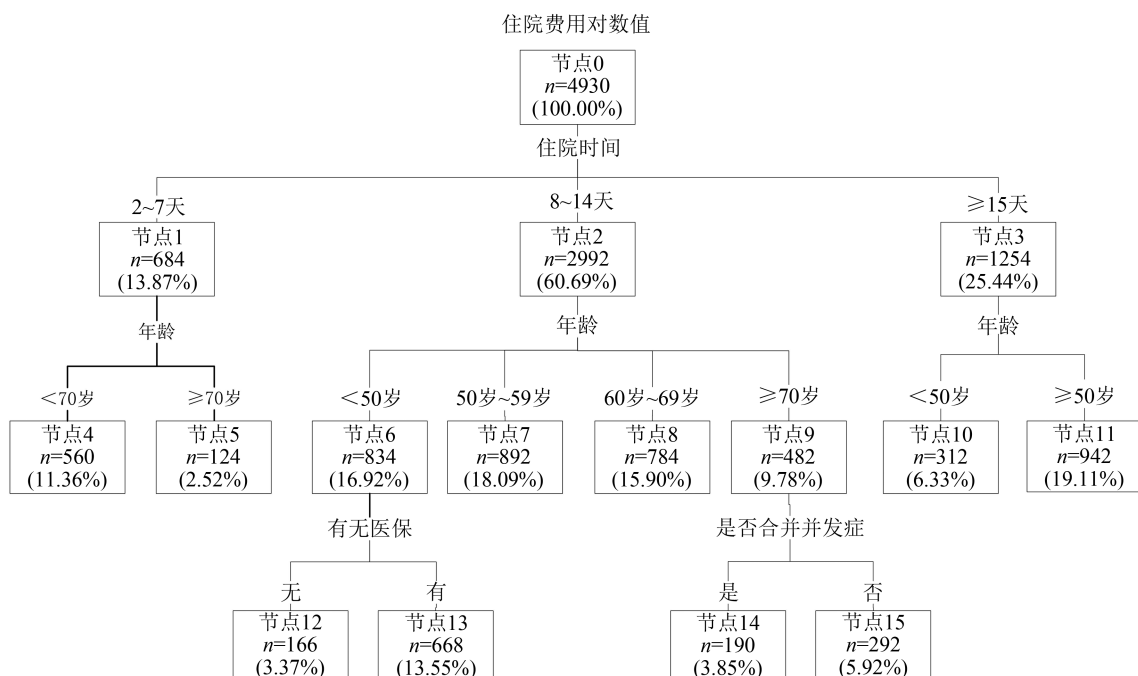 住院费用对数值
节点0
n=4930
(100.00%)
住院时间
2~7天
8~14天
≥15天
节点1
n=684
(13.87%)
节点2
n=2992
(60.69%)
节点3
n=1254
(25.44%)
年龄
年龄
年龄
<70岁
≥70岁
<50岁
50岁~59岁
60岁~69岁
≥70岁
<50岁
≥50岁
节点4
n=560
(11.36%)
节点5
n=124
(2.52%)
节点6
n=834
(16.92%)
节点7
n=892
(18.09%)
节点8
n=784
(15.90%)
节点9
n=482
(9.78%)
节点10
n=312
(6.33%)
节点11
n=942
(19.11%)
有无医保
是否合并并发症
无
有
是
否
节点12
n=166
(3.37%)
节点13
n=668
(13.55%)
节点14
n=190
(3.85%)
节点15
n=292
(5.92%)